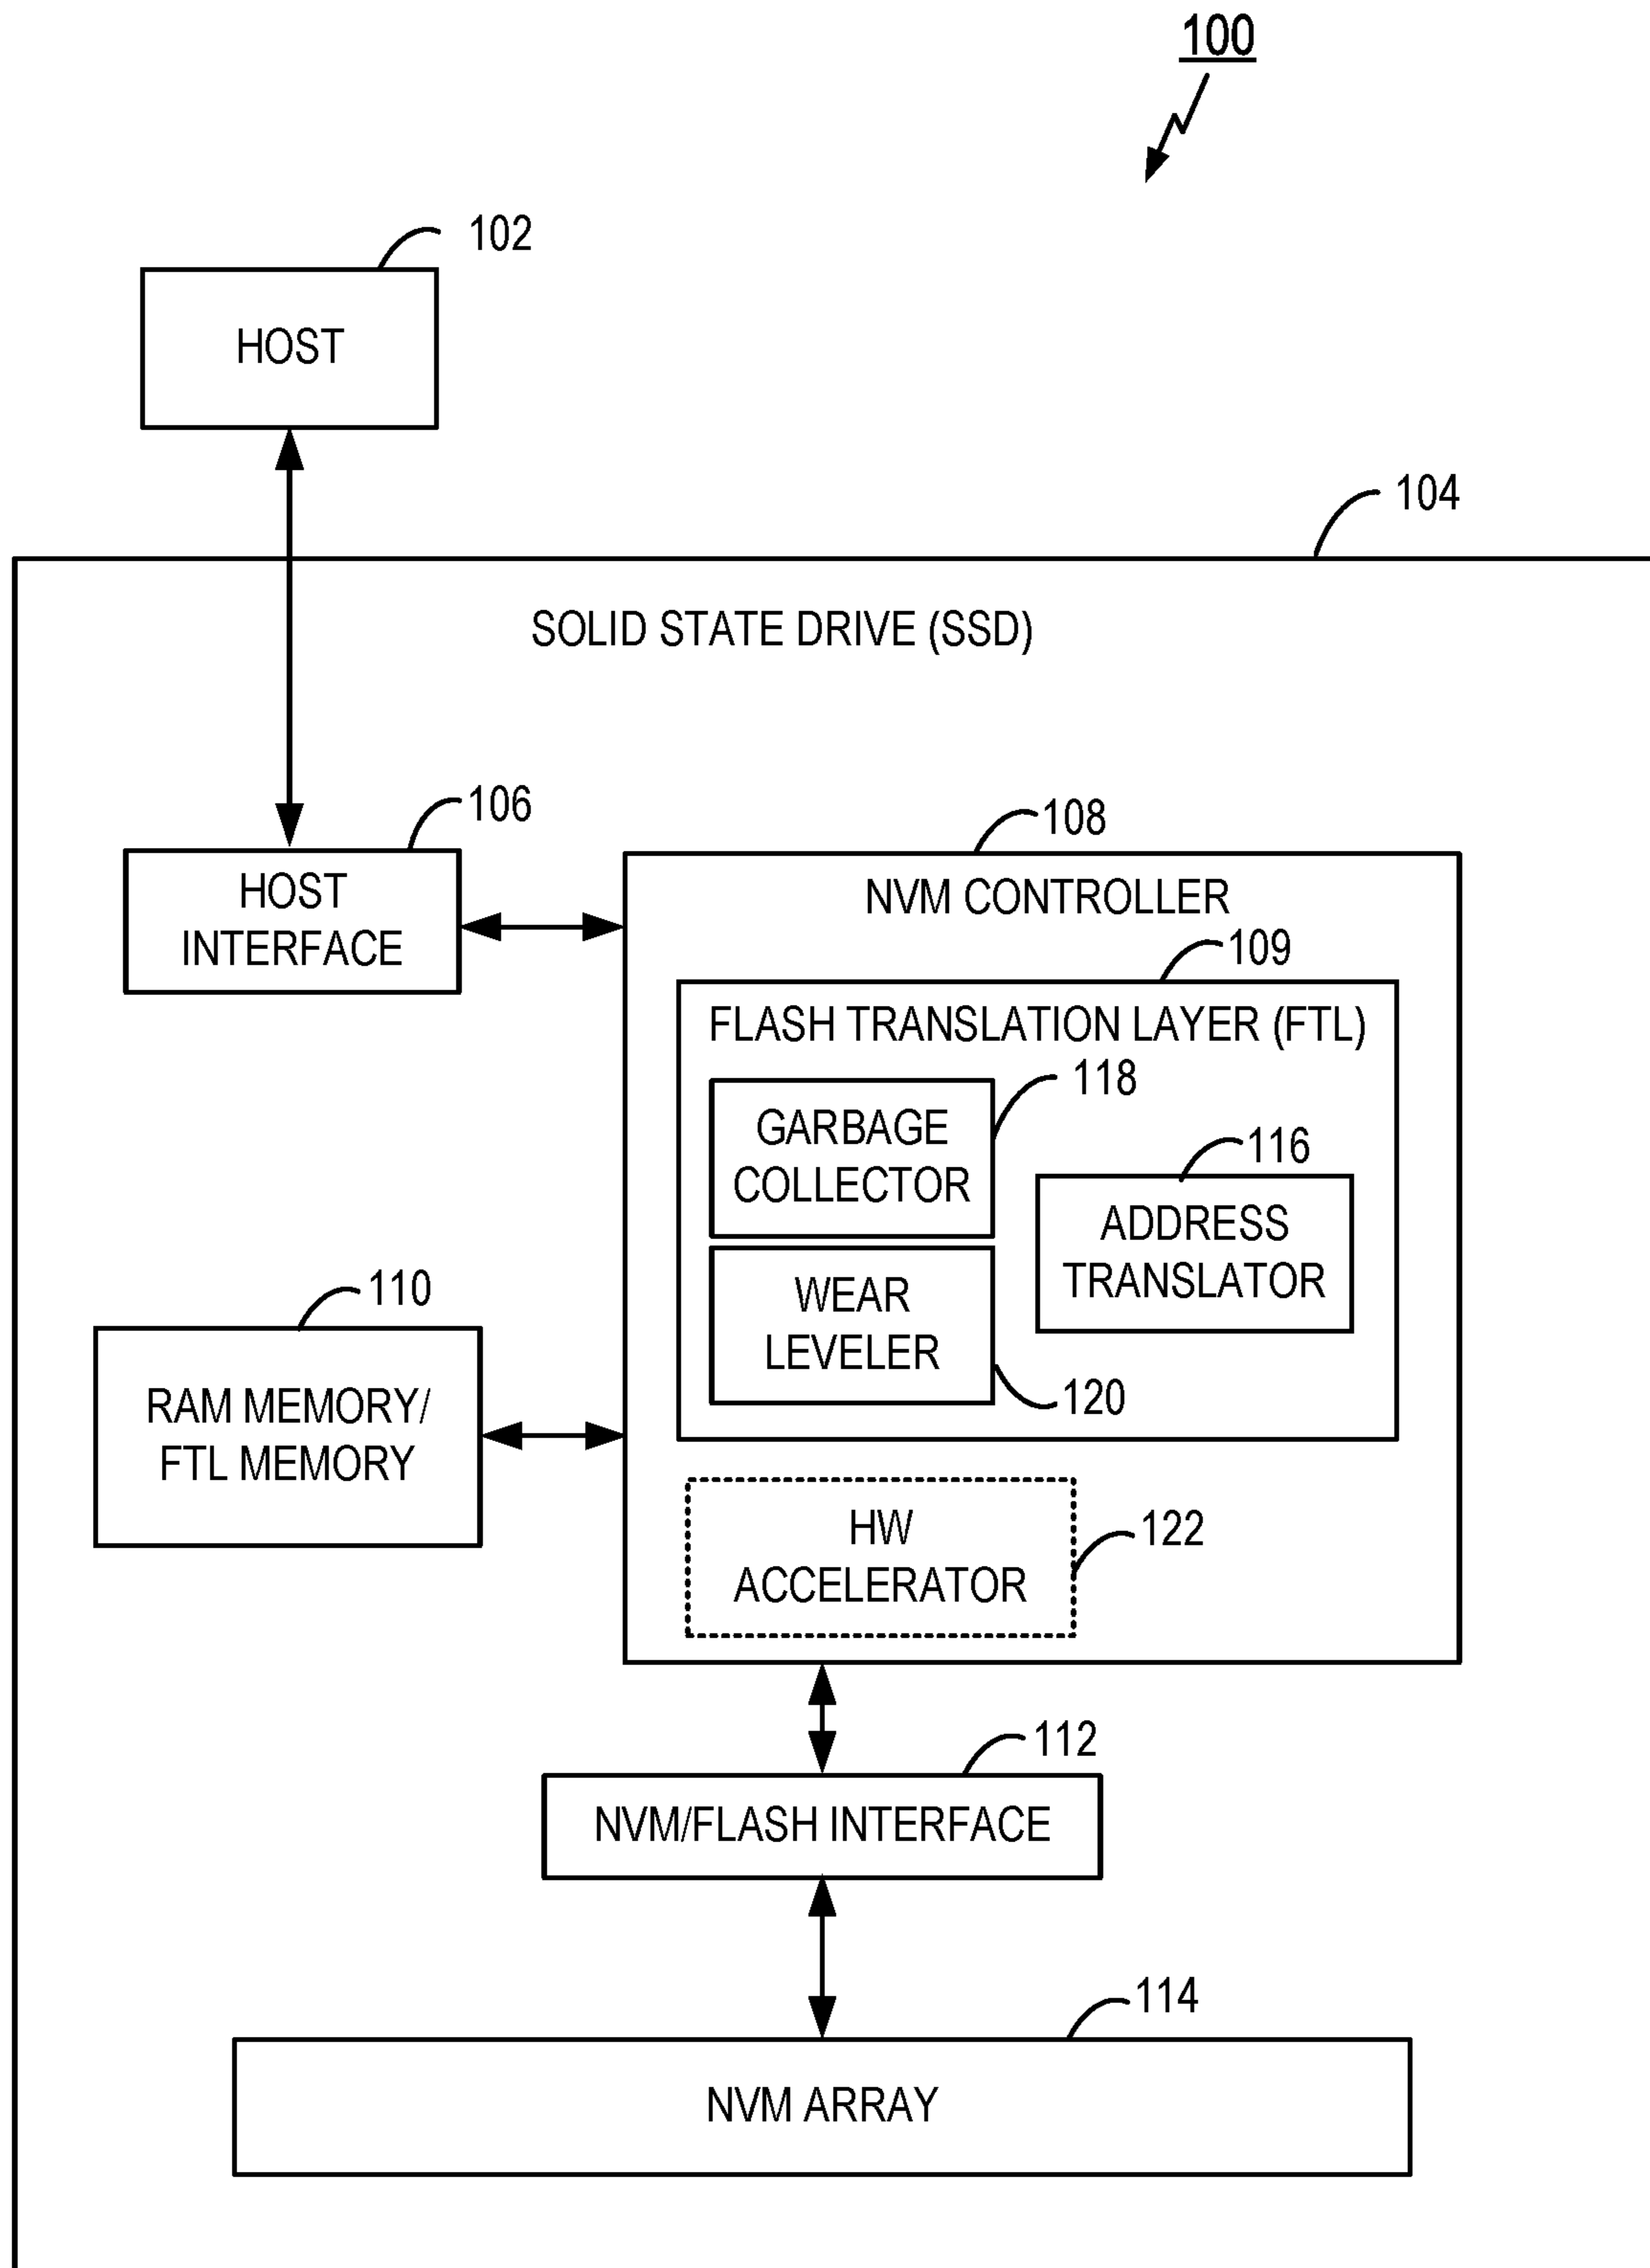 100
102
HOST
104
SOLID STATE DRIVE (SSD)
106
HOST
INTERFACE
108
NVM CONTROLLER
109
FLASH TRANSLATION LAYER (FTL)
118
GARBAGE
COLLECTOR
116
ADDRESS
TRANSLATOR
WEAR
LEVELER
120
110
RAM MEMORY/
FTL MEMORY
HW
ACCELERATOR
122
112
NVM/FLASH INTERFACE
114
NVM ARRAY